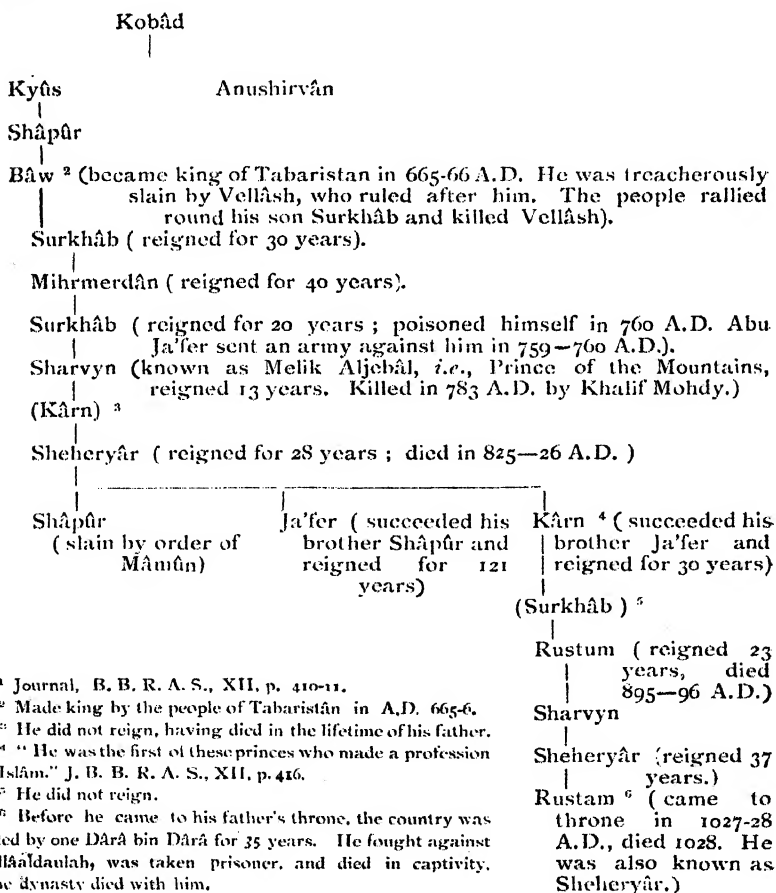 Kobâd
Kyûs Anushirvân
Shâpûr
Bâw ² (became king of Tabaristan in 665-66 A.D. He was treacherously
slain by Vellâsh, who ruled after him. The people rallied
round his son Surkhâb and killed Vellâsh).
Surkhâb ( reigned for 30 years).
Mihrmerdân ( reigned for 40 years).
Surkhâb ( reigned for 20 years ; poisoned himself in 760 A.D. Abu
Ja'fer sent an army against him in 759—760 A.D.).
Sharvyn (known as Melik Aljebâl, i.e., Prince of the Mountains,
reigned 13 years. Killed in 783 A.D. by Khalif Mohdy.)
(Kârn) ³
Sheheryâr ( reigned for 28 years ; died in 825—26 A.D. )
Shâpûr
( slain by order of
Mâmûn)
Ja'fer ( succeeded his
brother Shâpûr and
reigned for 121
years)
Kârn ⁴ ( succeeded his
brother Ja'fer and
reigned for 30 years)
(Surkhâb ) ⁵
Rustum ( reigned 23
years, died
895—96 A.D.)
Sharvyn
Sheheryâr (reigned 37
years.)
Rustam ⁶ ( came to
throne in 1027-28
A.D., died 1028. He
was also known as
Sheheryâr.)
¹ Journal, B. B. R. A. S., XII, p. 410-11.
² Made king by the people of Tabaristân in A.D. 665-6.
³ He did not reign, having died in the lifetime of his father.
⁴ " He was the first of these princes who made a profession
Islâm." J. B. B. R. A. S., XII, p. 416.
⁵ He did not reign.
⁶ Before he came to his father's throne, the country was
ed by one Dârâ bin Dârâ for 35 years. He fought against
llâaldaulah, was taken prisoner, and died in captivity.
e dynasty died with him.